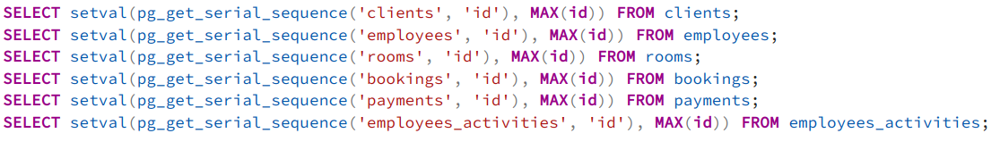 SELECT setval(pg_get_serial_sequence('clients', 'id'), MAX(id)) FROM clients;
SELECT setval(pg_get_serial_sequence('employees', 'id'), MAX(id)) FROM employees;
SELECT setval(pg_get_serial_sequence('rooms', 'id'), MAX(id)) FROM rooms;
SELECT setval(pg_get_serial_sequence('bookings', 'id'), MAX(id)) FROM bookings;
SELECT setval(pg_get_serial_sequence('payments', 'id'), MAX(id)) FROM payments;
SELECT setval(pg_get_serial_sequence('employees_activities', 'id'), MAX(id)) FROM employees_activities;